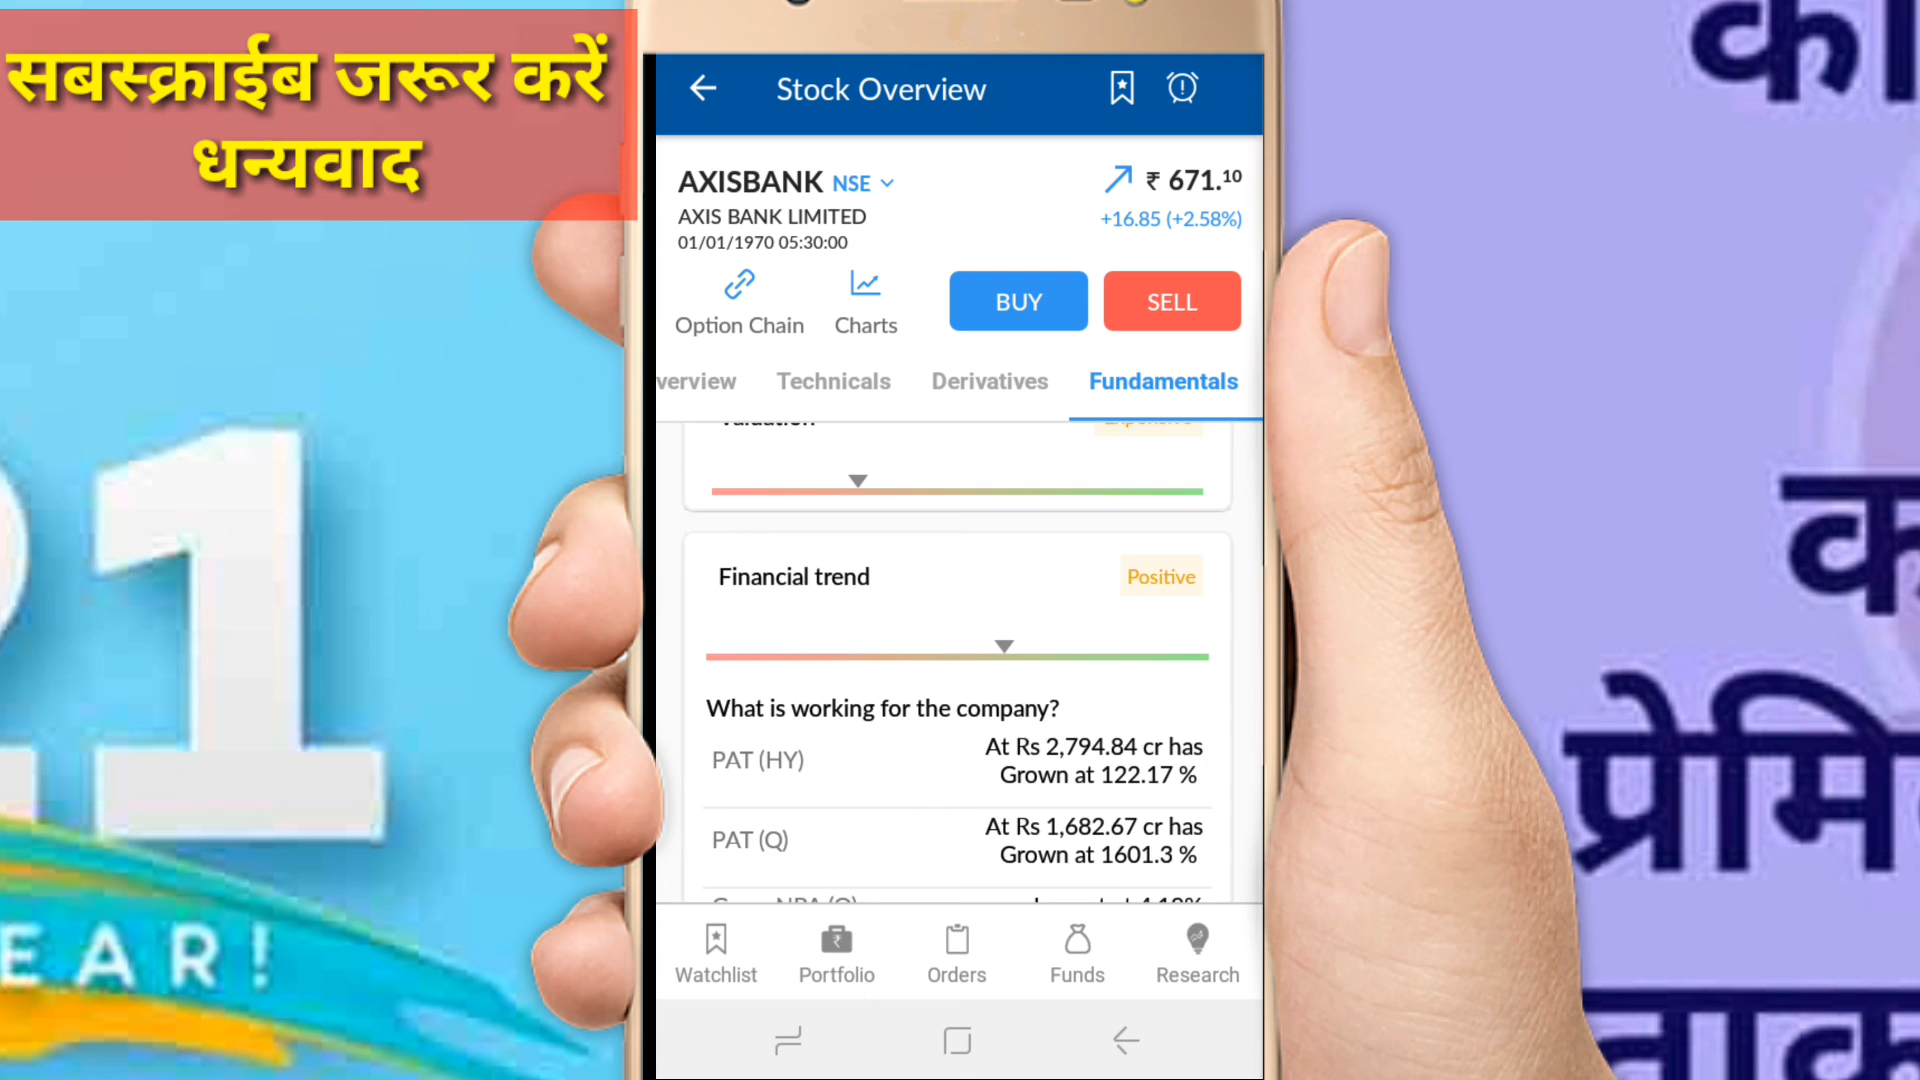 सबस्क्राईब जरूर करें
धन्यवाद
Stock Overview
AXISBANK NSE
₹ 671.10
AXIS BANK LIMITED
+16.85 (+2.58%)
01/01/1970 05:30:00
Option Chain
Charts
BUY
SELL
verview
Technicals
Derivatives
Fundamentals
Financial trend
Positive
What is working for the company?
PAT (HY)
At Rs 2,794.84 cr has
Grown at 122.17 %
PAT (Q)
At Rs 1,682.67 cr has
Grown at 1601.3 %
Watchlist
Portfolio
Orders
Funds
Research
21
EAR!